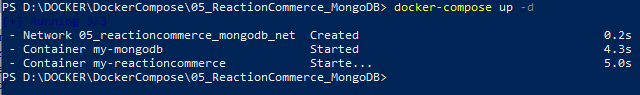 PS D:\DOCKER\DockerCompose\05_ReactionCommerce_MongoDB> docker-compose up -d
[+] Running 3/3
- Network 05_reactioncommerce_mongodb_net Created 0.2s
- Container my-mongodb Started 4.3s
- Container my-reactioncommerce Starte... 5.0s
PS D:\DOCKER\DockerCompose\05_ReactionCommerce_MongoDB>